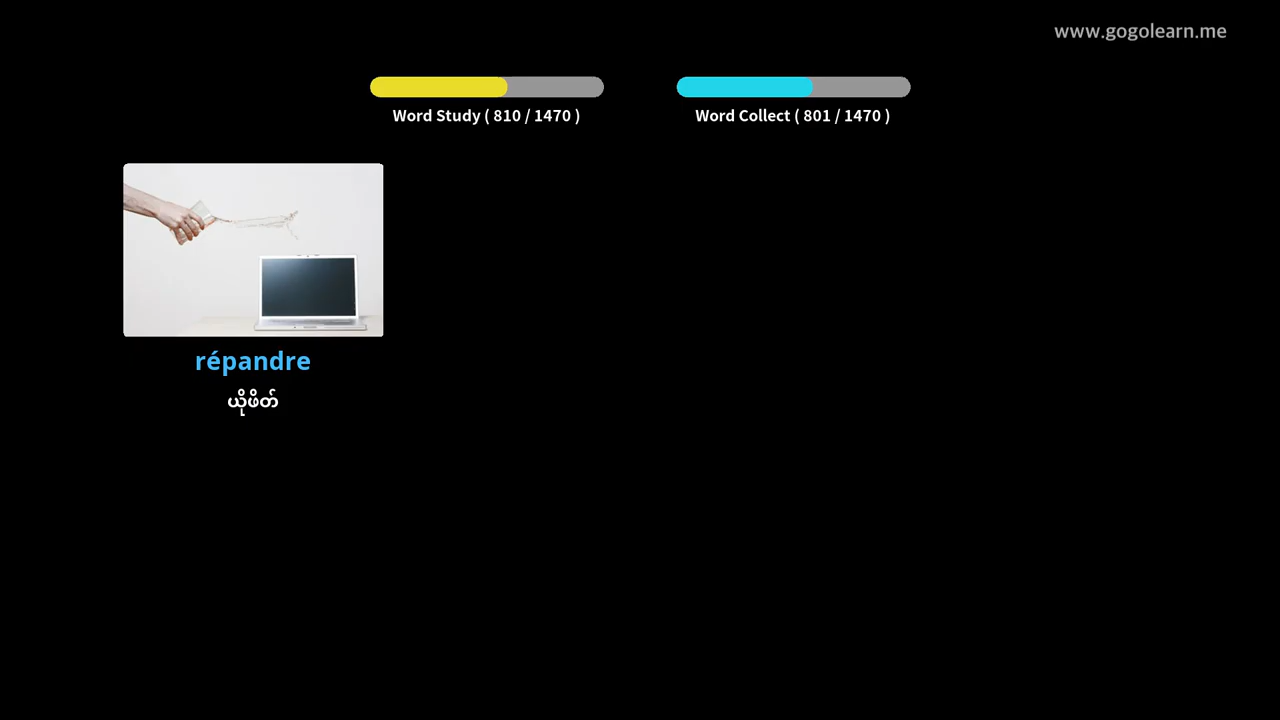 www.gogolearn.me
Word Study ( 810 / 1470 )
Word Collect ( 801 / 1470 )
répandre
ယိုဖိတ်